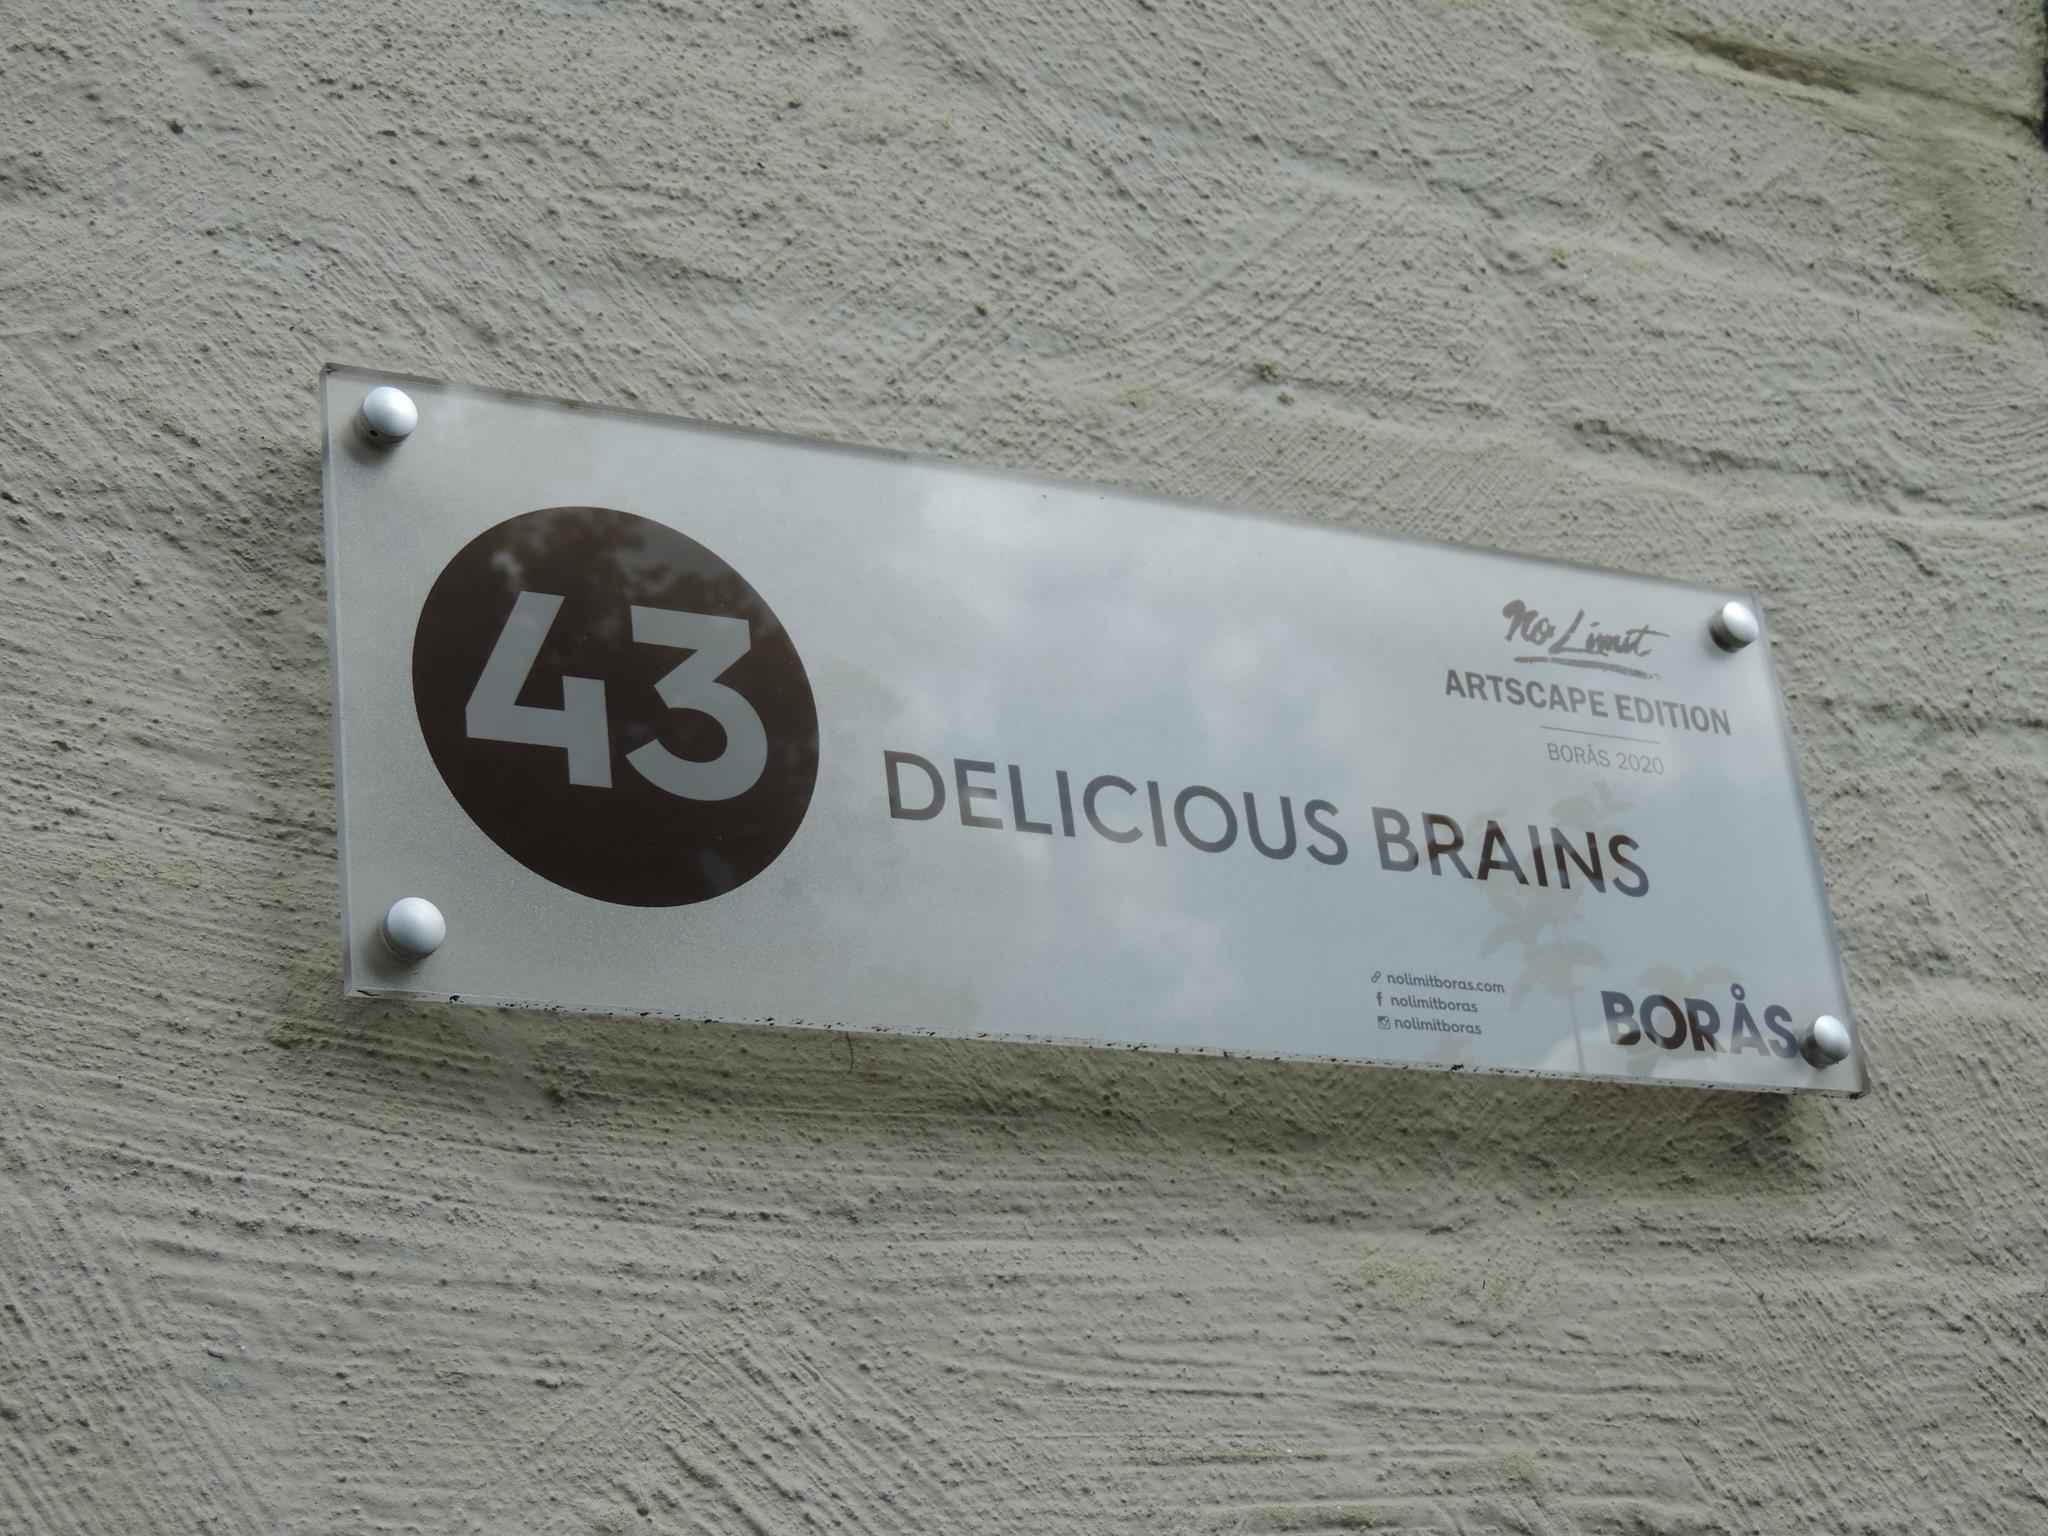 43
DELICIOUS BRAINS
No Limit
ARTSCAPE EDITION
BORÅS 2020
nolimitboras.com
nolimitboras
nolimitboras
BORÅS